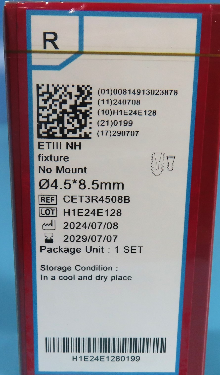 R
(01)08814913023878
(11)240708
(10)H1E24E128
(21)0199
(17)290707
ETIII NH
fixture
No Mount
Ø4.5*8.5mm
REF CET3R4508B
LOT H1E24E128
2024/07/08
2029/07/07
Package Unit : 1 SET
Storage Condition :
In a cool and dry place
H1E24E1280199